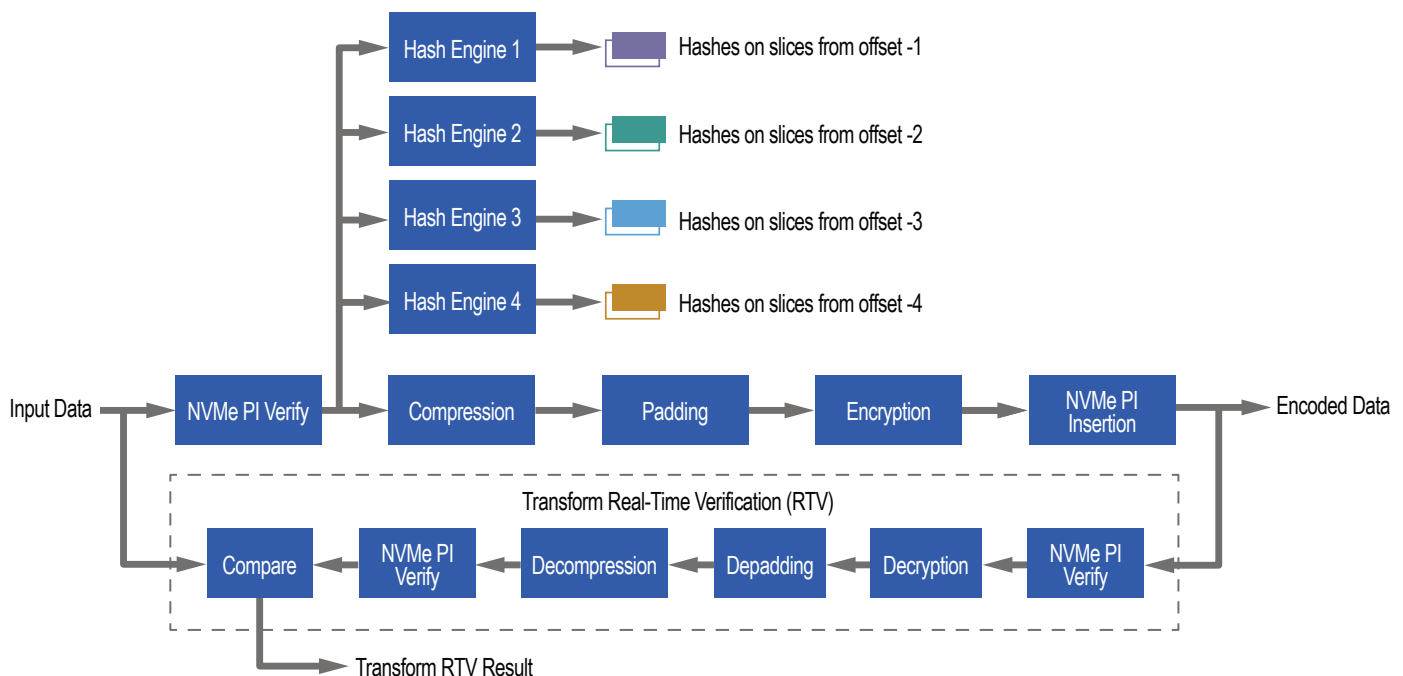 Hash Engine 1
Hashes on slices from offset -1
Hash Engine 2
Hashes on slices from offset -2
Hash Engine 3
Hashes on slices from offset -3
Hash Engine 4
Hashes on slices from offset -4
Input Data
NVMe PI Verify
Compression
Padding
Encryption
NVMe PI
Insertion
Encoded Data
Transform Real-Time Verification (RTV)
Compare
NVMe PI
Verify
Decompression
Depadding
Decryption
NVMe PI
Verify
Transform RTV Result